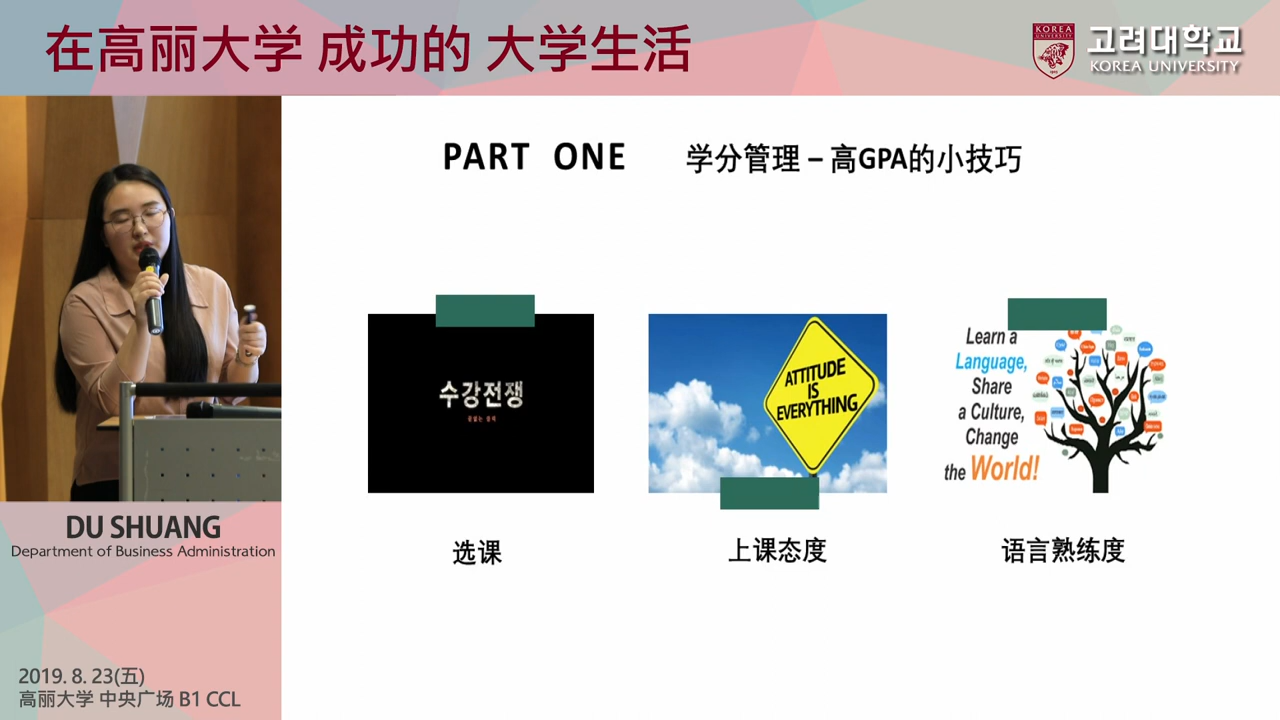 在高丽大学 成功的 大学生活
KOREA
UNIVERSITY
고려대학교
KOREA UNIVERSITY
PART ONE 学分管理 – 高GPA的小技巧
수강전쟁
ATTITUDE
IS
EVERYTHING
Learn a
Language,
Share
a Culture,
Change
the World!
选课
上课态度
语言熟练度
DU SHUANG
Department of Business Administration
2019. 8. 23(五)
高丽大学 中央广场 B1 CCL